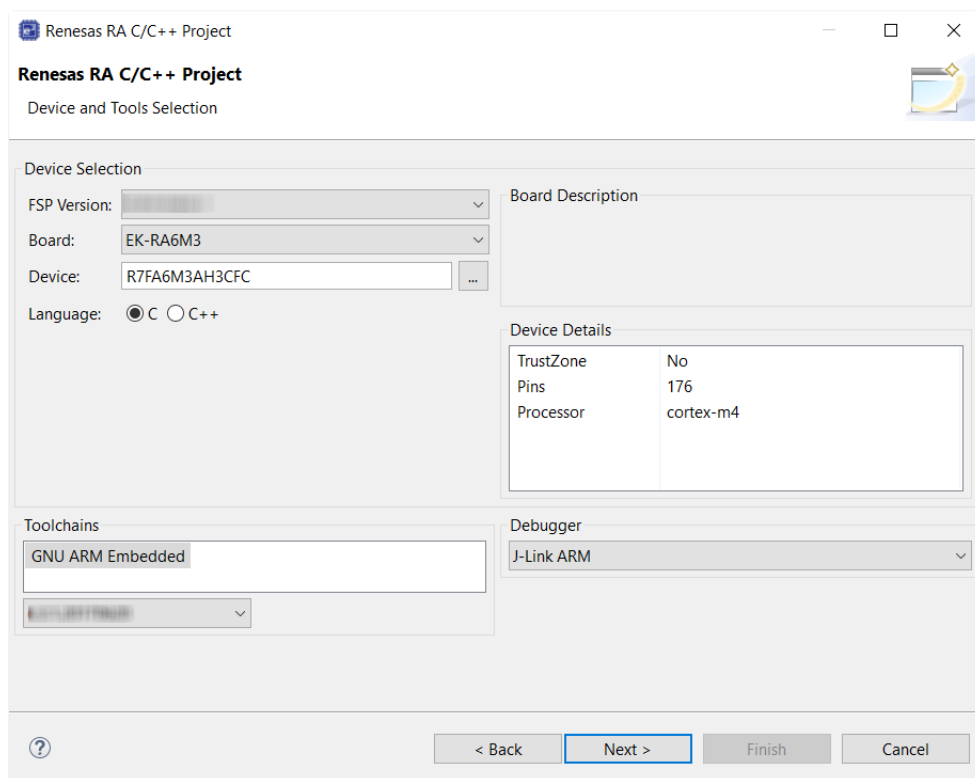 Renesas RA C/C++ Project
Renesas RA C/C++ Project
Device and Tools Selection
Device Selection
FSP Version:
Board: EK-RA6M3
Device: R7FA6M3AH3CFC ...
Language: C C++
Board Description
Device Details
TrustZone No
Pins 176
Processor cortex-m4
Toolchains
GNU ARM Embedded
Debugger
J-Link ARM
? < Back Next > Finish Cancel